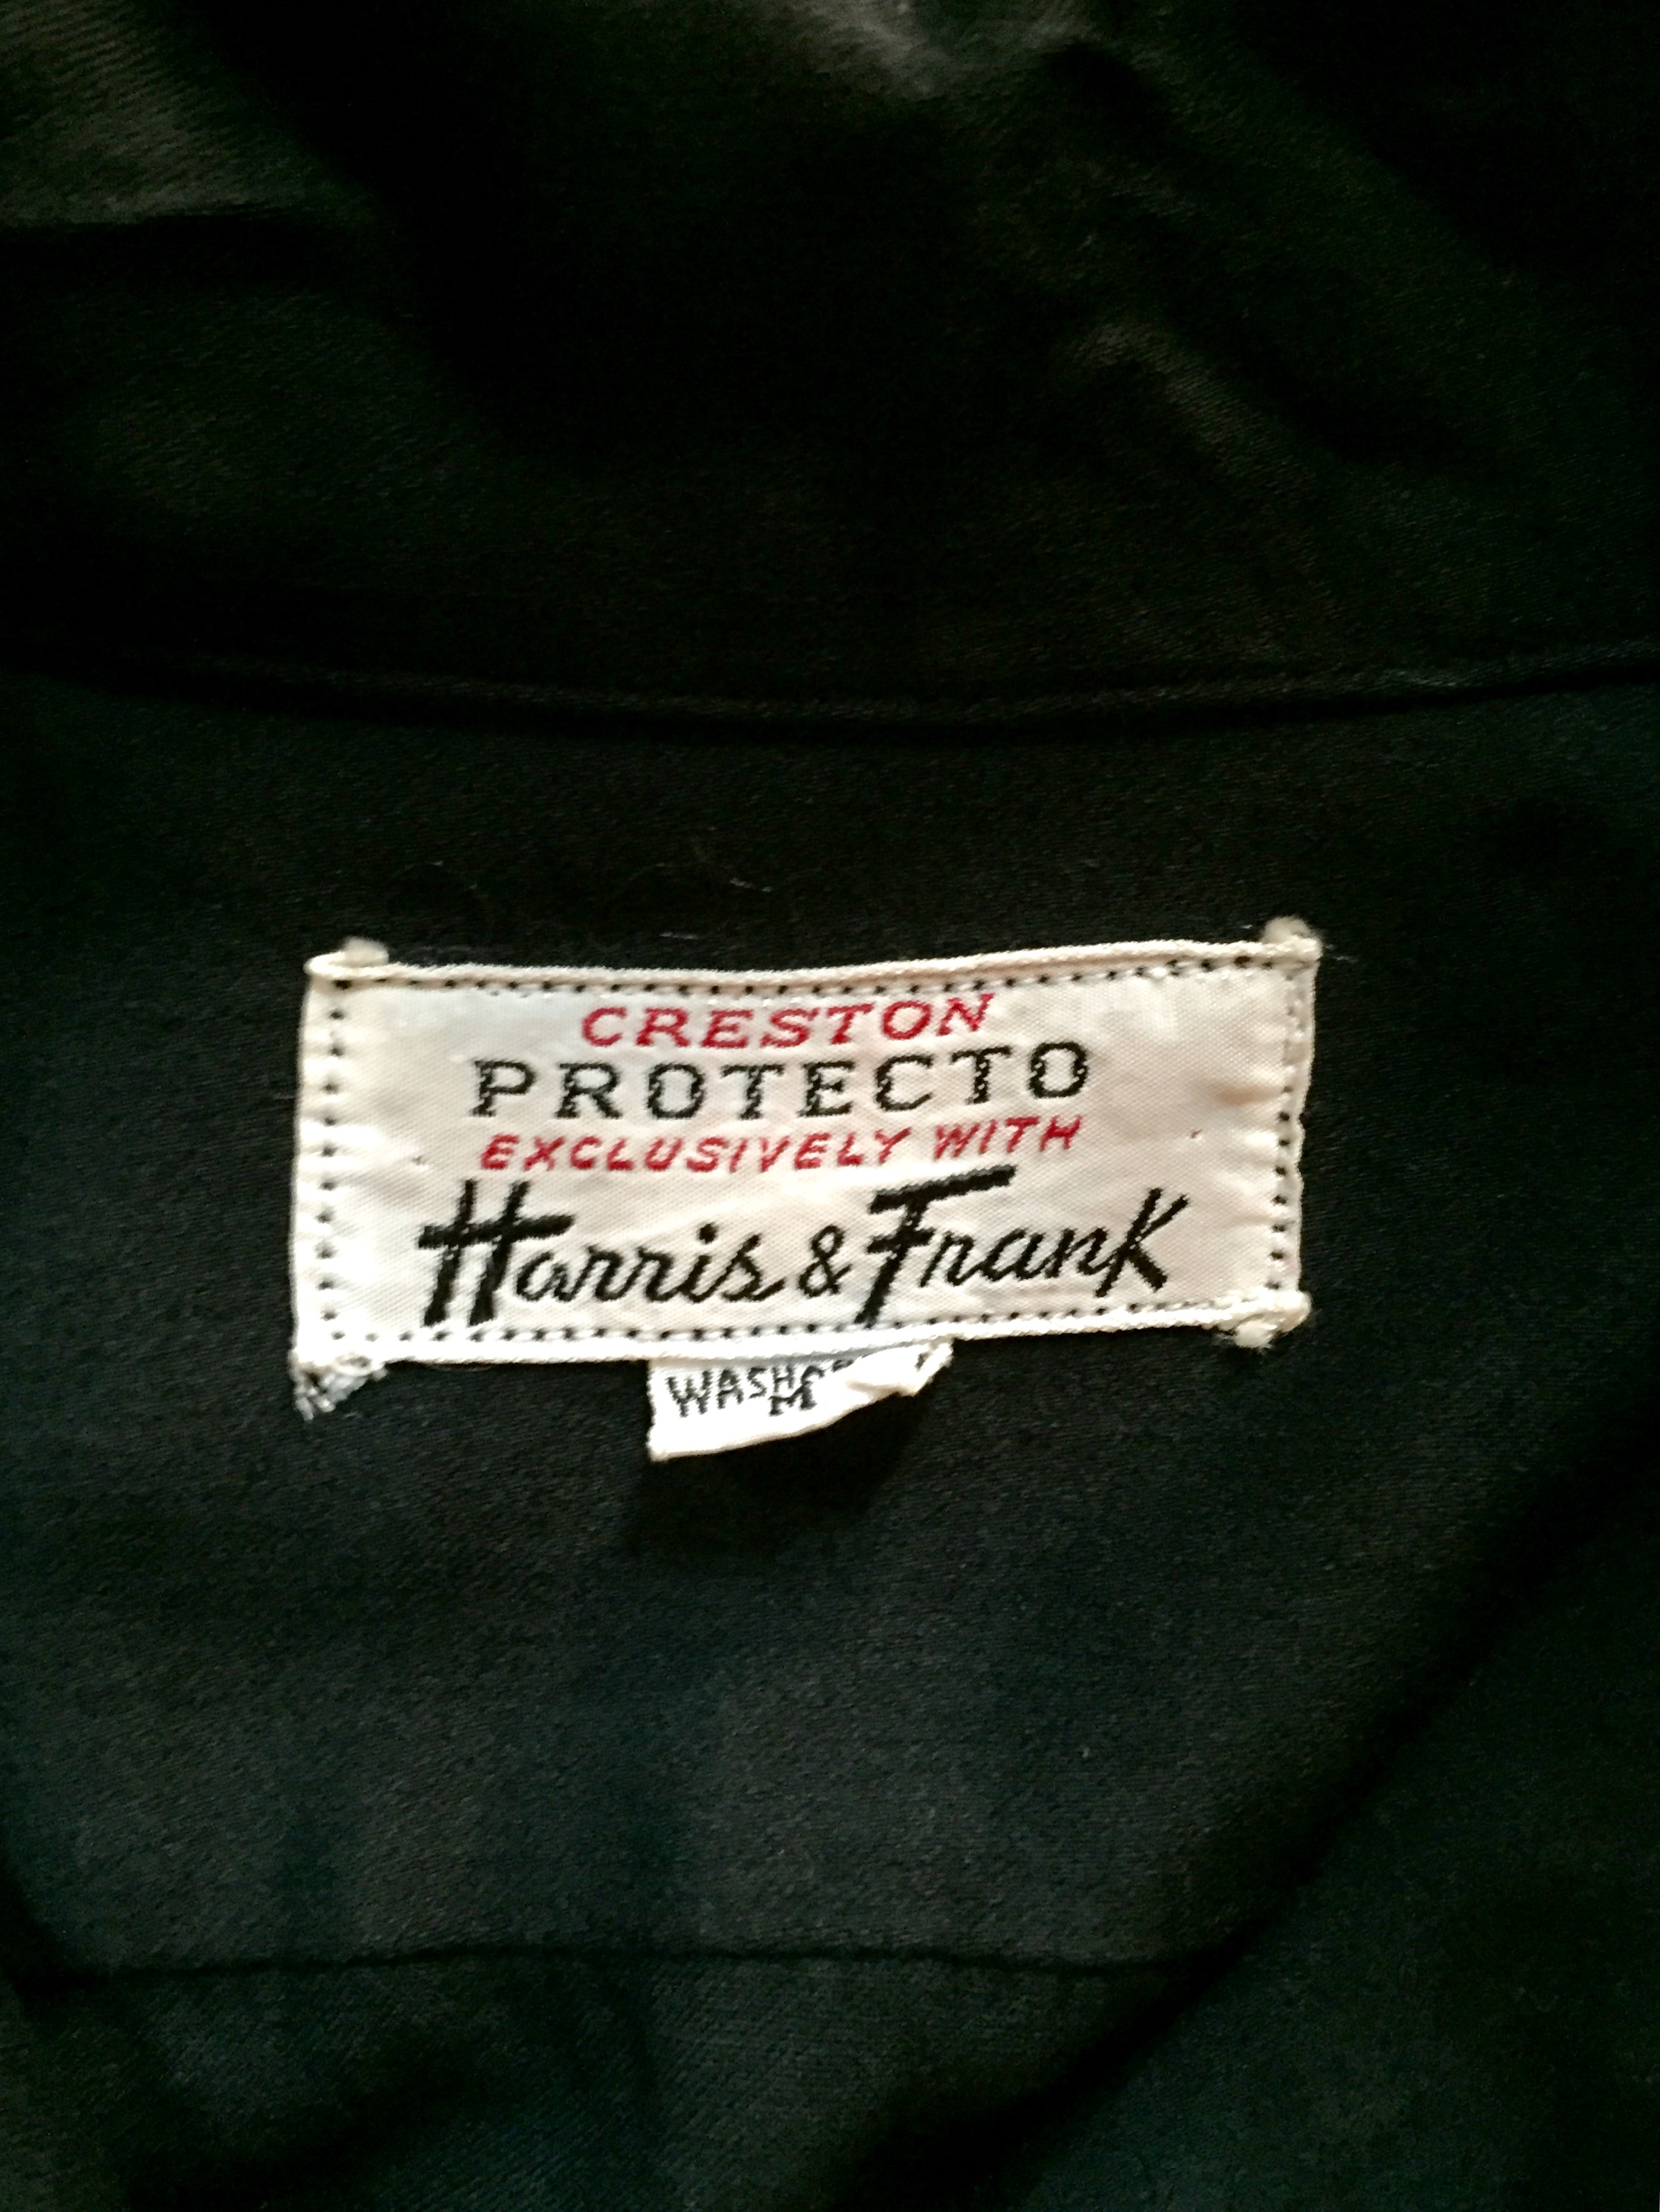 CRESTON
PROTECTO
EXCLUSIVELY WITH
Harris & Frank
M